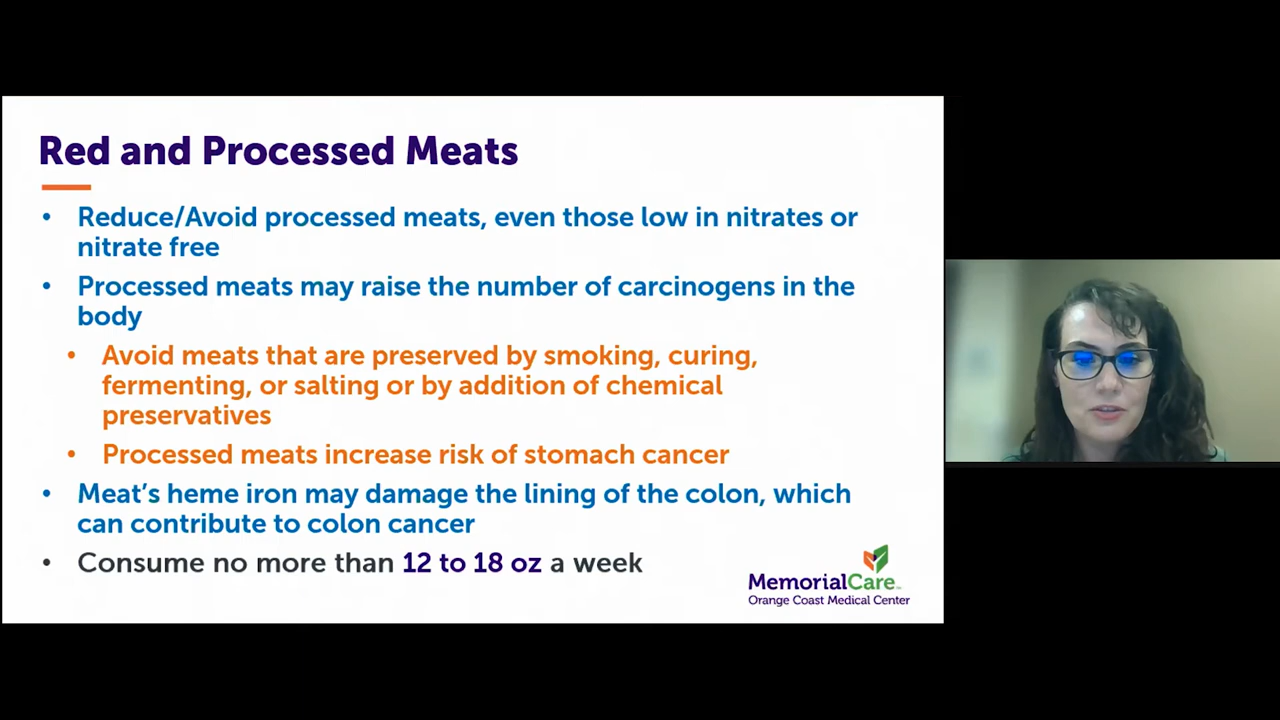 Red and Processed Meats
• Reduce/Avoid processed meats, even those low in nitrates or
nitrate free
• Processed meats may raise the number of carcinogens in the
body
• Avoid meats that are preserved by smoking, curing,
fermenting, or salting or by addition of chemical
preservatives
• Processed meats increase risk of stomach cancer
• Meat's heme iron may damage the lining of the colon, which
can contribute to colon cancer
• Consume no more than 12 to 18 oz a week
MemorialCare
Orange Coast Medical Center